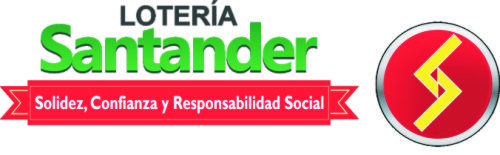 LOTERÍA
Santander
Solidez, Confianza y Responsabilidad Social